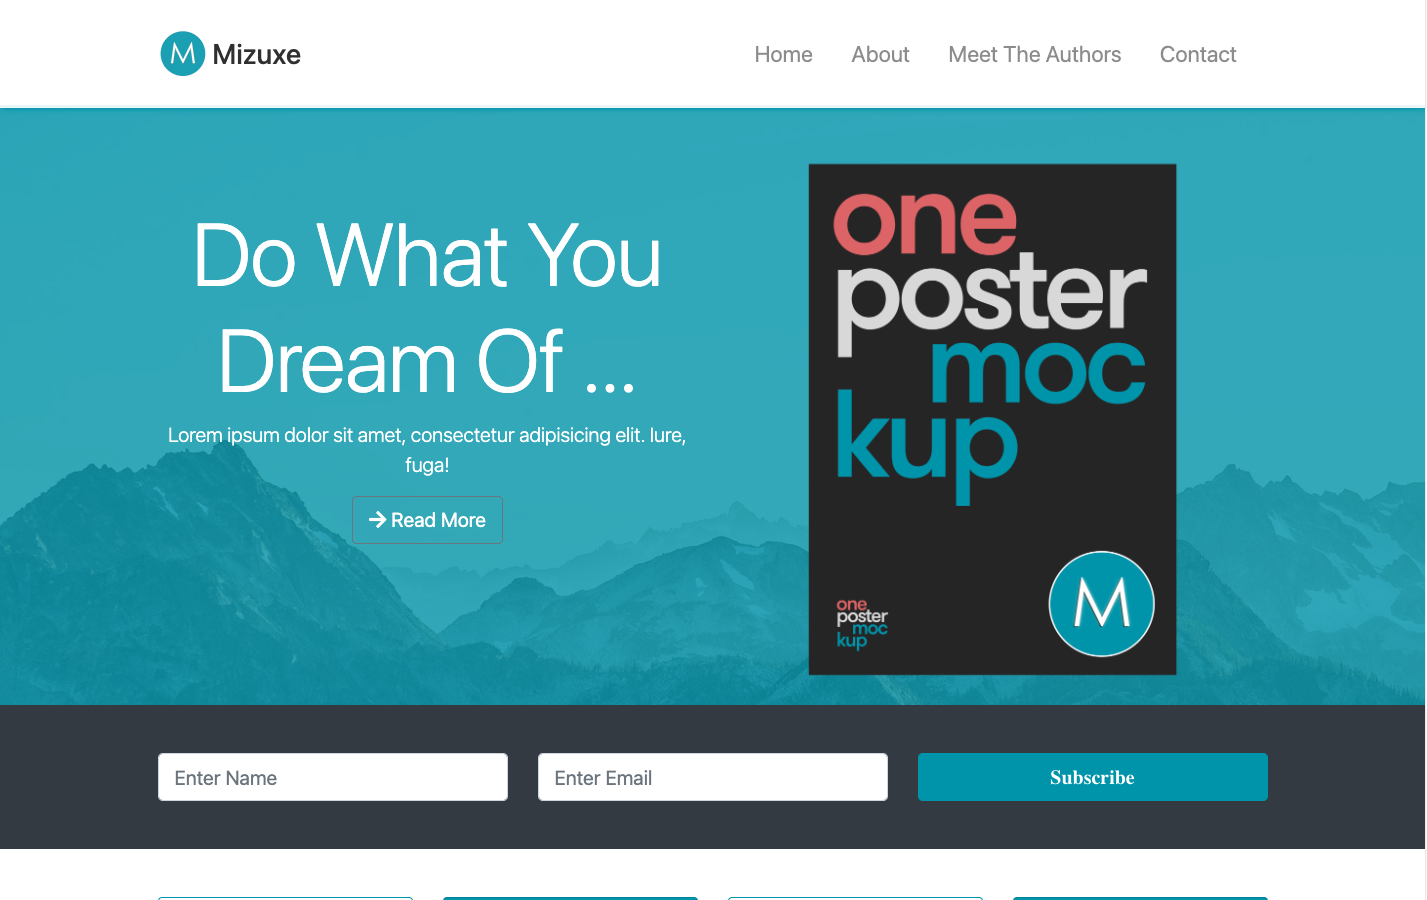 M Mizuxe
Home About Meet The Authors Contact
Do What You
Dream Of ...
Lorem ipsum dolor sit amet, consectetur adipisicing elit. Iure,
fuga!
Read More
one
poster
moc
kup
one
poster
moc
kup
M
Enter Name
Enter Email
Subscribe